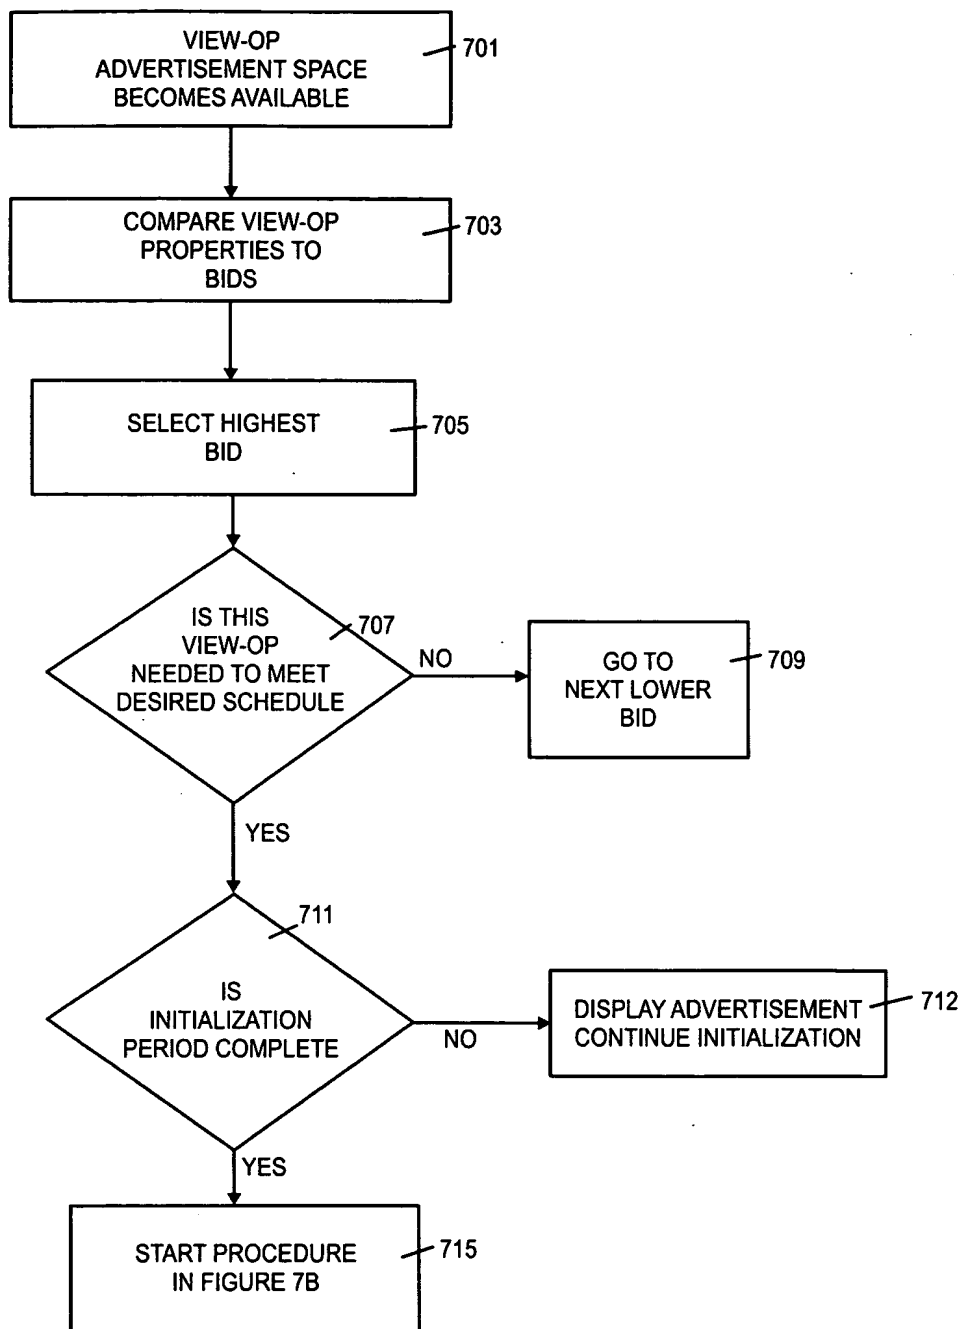 VIEW-OP
ADVERTISEMENT SPACE
BECOMES AVAILABLE
701
COMPARE VIEW-OP
PROPERTIES TO
BIDS
703
SELECT HIGHEST
BID
705
IS THIS
VIEW-OP
NEEDED TO MEET
DESIRED SCHEDULE
707
NO
GO TO
NEXT LOWER
BID
709
YES
711
IS
INITIALIZATION
PERIOD COMPLETE
NO
DISPLAY ADVERTISEMENT
CONTINUE INITIALIZATION
712
YES
START PROCEDURE
IN FIGURE 7B
715